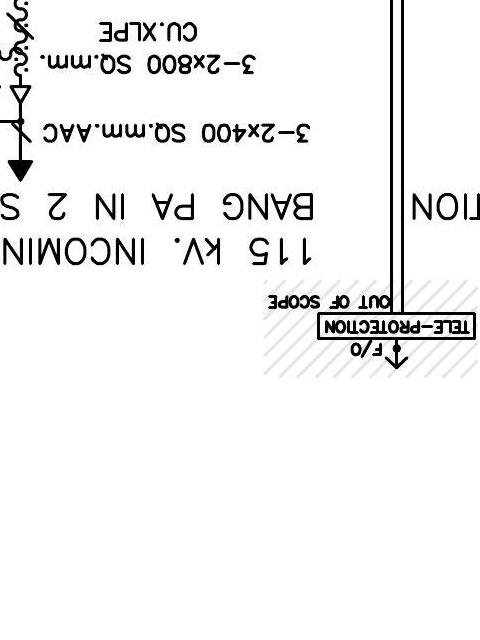 F/O
TELE-PROTECTION
OUT OF SCOPE
115 kV. INCOMIN
TION
BANG PA IN 2 S
3-2x400 SQ.mm.AAC
3-2x800 SQ.mm.
CU.XLPE